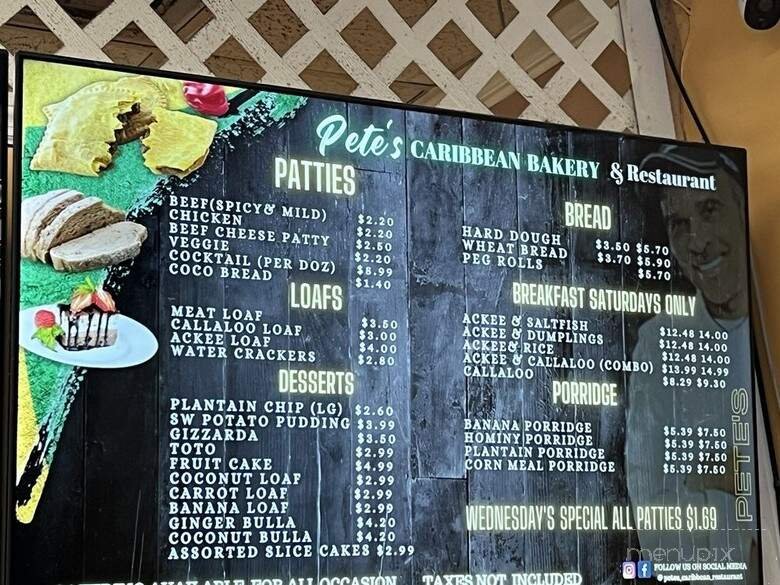 Pete's CARIBBEAN BAKERY & Restaurant
PATTIES
BEEF(SPICY& MILD) $2.20
CHICKEN $2.20
BEEF CHEESE PATTY $2.50
VEGGIE $2.20
COCKTAIL (PER DOZ) $8.99
COCO BREAD $1.40
LOAFS
MEAT LOAF $3.50
CALLALOO LOAF $3.00
ACKEE LOAF $4.00
WATER CRACKERS $2.80
DESSERTS
PLANTAIN CHIP (LG) $2.60
SW POTATO PUDDING $3.99
GIZZARDA $3.50
TOTO $2.99
FRUIT CAKE $4.99
COCONUT LOAF $2.99
CARROT LOAF $2.99
BANANA LOAF $2.99
GINGER BULLA $4.20
COCONUT BULLA $4.20
ASSORTED SLICE CAKES $2.99
BREAD
HARD DOUGH $3.50 $5.70
WHEAT BREAD $3.70 $5.90
PEG ROLLS $5.70
BREAKFAST SATURDAYS ONLY
ACKEE & SALTFISH $12.48 14.00
ACKEE & DUMPLINGS $12.48 14.00
ACKEE& RICE $12.48 14.00
ACKEE & CALLALOO (COMBO) $13.99 14.99
CALLALOO $8.29 $9.30
PORRIDGE
BANANA PORRIDGE $5.39 $7.50
HOMINY PORRIDGE $5.39 $7.50
PLANTAIN PORRIDGE $5.39 $7.50
CORN MEAL PORRIDGE $5.39 $7.50
WEDNESDAY'S SPECIAL ALL PATTIES $1.69
PETE'S
menupix
FOLLOW US ON SOCIAL MEDIA
AVAILABLE FOR ALL OCCASION TAXES NOT INCLUDED